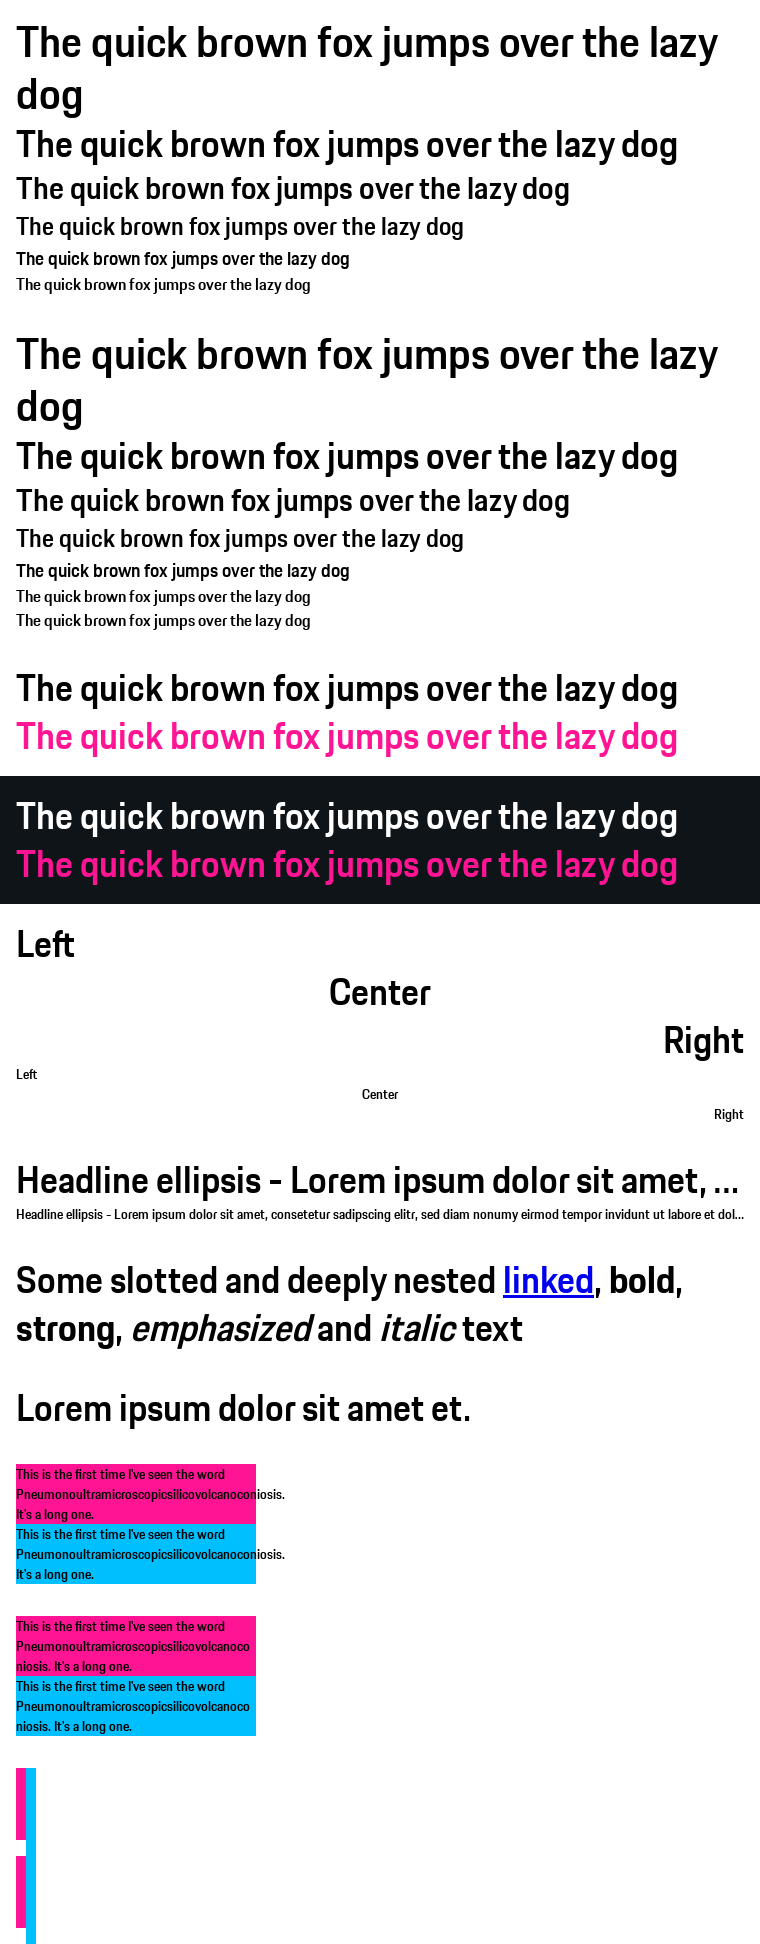 The quick brown fox jumps over the lazy
dog
The quick brown fox jumps over the lazy dog
The quick brown fox jumps over the lazy dog
The quick brown fox jumps over the lazy dog
The quick brown fox jumps over the lazy dog
The quick brown fox jumps over the lazy dog
The quick brown fox jumps over the lazy
dog
The quick brown fox jumps over the lazy dog
The quick brown fox jumps over the lazy dog
The quick brown fox jumps over the lazy dog
The quick brown fox jumps over the lazy dog
The quick brown fox jumps over the lazy dog
The quick brown fox jumps over the lazy dog
The quick brown fox jumps over the lazy dog
The quick brown fox jumps over the lazy dog
The quick brown fox jumps over the lazy dog
The quick brown fox jumps over the lazy dog
Left
Center
Right
Left
Center
Right
Headline ellipsis - Lorem ipsum dolor sit amet, ...
Headline ellipsis - Lorem ipsum dolor sit amet, consetetur sadipscing elitr, sed diam nonumy eirmod tempor invidunt ut labore et dol...
Some slotted and deeply nested linked, bold,
strong, emphasized and italic text
Lorem ipsum dolor sit amet et.
This is the first time I've seen the word
Pneumonoultramicroscopicsilicovolcanoconiosis.
It's a long one.
This is the first time I've seen the word
Pneumonoultramicroscopicsilicovolcanoconiosis.
It's a long one.
This is the first time I've seen the word
Pneumonoultramicroscopicsilicovolcanoco
niosis. It's a long one.
This is the first time I've seen the word
Pneumonoultramicroscopicsilicovolcanoco
niosis. It's a long one.